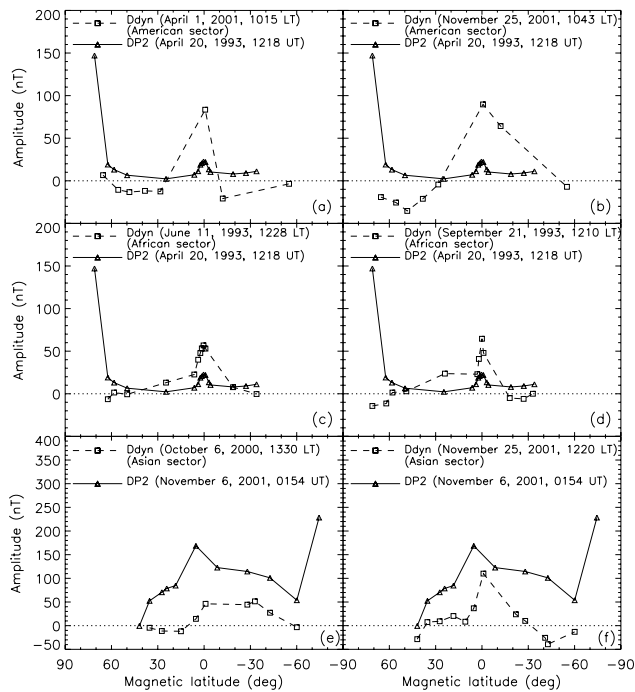 Ddyn (April 1, 2001, 1015 LT)
(American sector)
DP2 (April 20, 1993, 1218 UT)
Ddyn (November 25, 2001, 1043 LT)
(American sector)
DP2 (April 20, 1993, 1218 UT)
200
150
100
50
0
Amplitude (nT)
(a)
(b)
Ddyn (June 11, 1993, 1228 LT)
(African sector)
DP2 (April 20, 1993, 1218 UT)
Ddyn (September 21, 1993, 1210 LT)
(African sector)
DP2 (April 20, 1993, 1218 UT)
200
150
100
50
0
Amplitude (nT)
(c)
(d)
Ddyn (October 6, 2000, 1330 LT)
(Asian sector)
DP2 (November 6, 2001, 0154 UT)
Ddyn (November 25, 2001, 1220 LT)
(Asian sector)
DP2 (November 6, 2001, 0154 UT)
400
350
300
250
200
150
100
50
0
-50
Amplitude (nT)
(e)
(f)
90 60 30 0 -30 -60 90 60 30 0 -30 -60 -90
Magnetic latitude (deg) Magnetic latitude (deg)